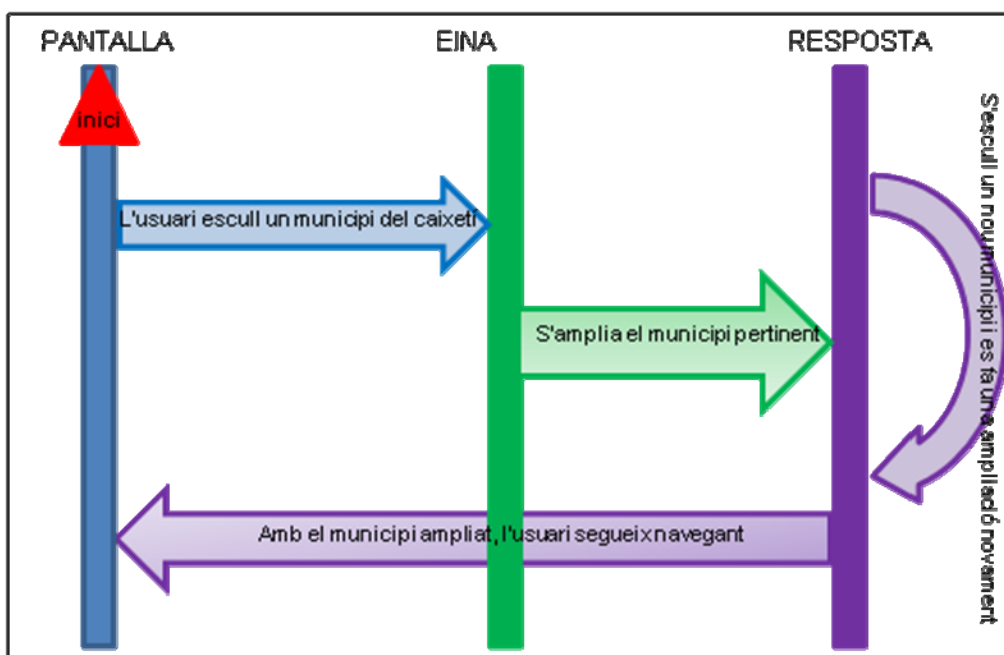 PANTALLA
EINA
RESPOSTA
inici
L'usuari escull un municipi del caixetí
S'amplia el municipi pertinent
S'escull un nou municipi i es fa una ampliació novament
Amb el municipi ampliat, l'usuari segueix navegant